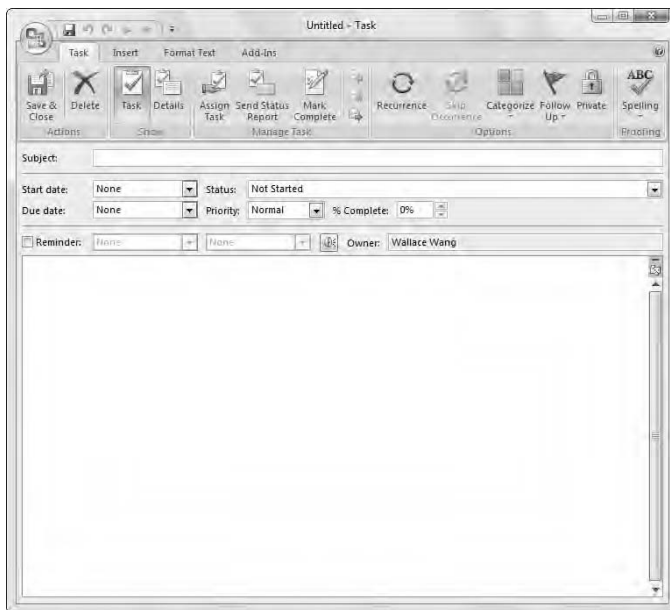 Untitled - Task
Task Insert Format Text Add-Ins
Save & Close Delete Task Details Assign Task Send Status Report Mark Complete Recurrence Skip Occurrence Categorize Follow Up Private ABC Spelling
Actions Show Manage Task Options Proofing
Subject:
Start date: None Status: Not Started
Due date: None Priority: Normal % Complete: 0%
Reminder: None None Owner: Wallace Wang